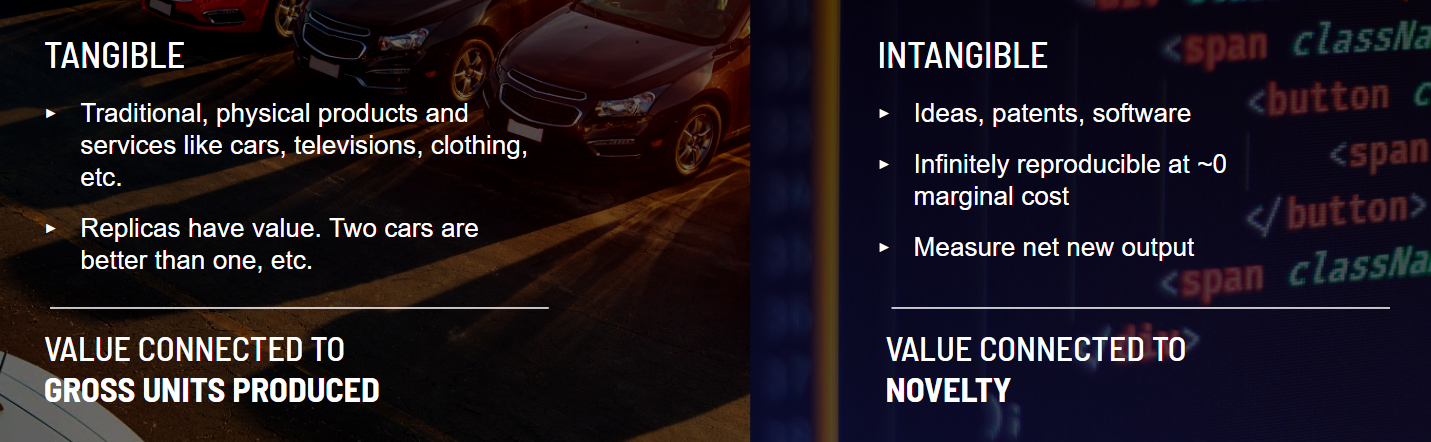 TANGIBLE
▸ Traditional, physical products and
services like cars, televisions, clothing,
etc.
▸ Replicas have value. Two cars are
better than one, etc.
VALUE CONNECTED TO
GROSS UNITS PRODUCED
INTANGIBLE
▸ Ideas, patents, software
▸ Infinitely reproducible at ~0
marginal cost
▸ Measure net new output
VALUE CONNECTED TO
NOVELTY
<span classNa
<button c
<span
</button>
<span classNa
</div>